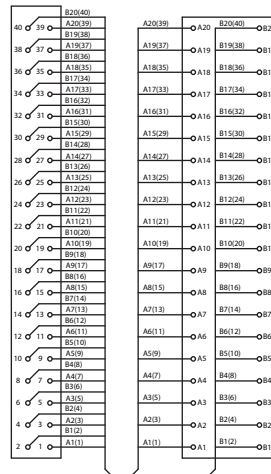 B20(40)
40 39 A20(39) A20(39) A20 B20(40)
B19(38)
38 37 A19(37) A19(37) A19 B19(38)
B18(36)
36 35 A18(35) A18(35) A18 B18(36)
B17(34)
34 33 A17(33) A17(33) A17 B17(34)
B16(32)
32 31 A16(31) A16(31) A16 B16(32)
B15(30)
30 29 A15(29) A15(29) A15 B15(30)
B14(28)
28 27 A14(27) A14(27) A14 B14(28)
B13(26)
26 25 A13(25) A13(25) A13 B13(26)
B12(24)
24 23 A12(23) A12(23) A12 B12(24)
B11(22)
22 21 A11(21) A11(21) A11 B11(22)
B10(20)
20 19 A10(19) A10(19) A10 B10(20)
B9(18)
18 17 A9(17) A9(17) A9 B9(18) B9
B8(16)
16 15 A8(15) A8(15) A8 B8(16) B8
B7(14)
14 13 A7(13) A7(13) A7 B7(14) B7
B6(12)
12 11 A6(11) A6(11) A6 B6(12) B6
B5(10)
10 9 A5(9) A5(9) A5 B5(10) B5
B4(8)
8 7 A4(7) A4(7) A4 B4(8) B4
B3(6)
6 5 A3(5) A3(5) A3 B3(6) B3
B2(4)
4 3 A2(3) A2(3) A2 B2(4) B2
B1(2)
2 1 A1(1) A1(1) A1 B1(2) B1